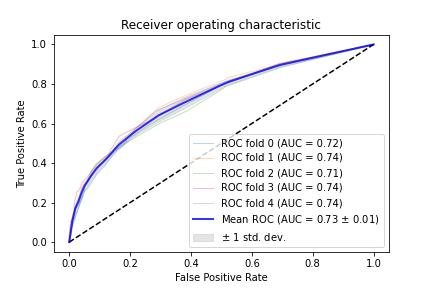 Receiver operating characteristic
True Positive Rate
1.0
0.8
0.6
0.4
0.2
0.0
ROC fold 0 (AUC = 0.72)
ROC fold 1 (AUC = 0.74)
ROC fold 2 (AUC = 0.71)
ROC fold 3 (AUC = 0.74)
ROC fold 4 (AUC = 0.74)
Mean ROC (AUC = 0.73 ± 0.01)
± 1 std. dev.
0.0 0.2 0.4 0.6 0.8 1.0
False Positive Rate